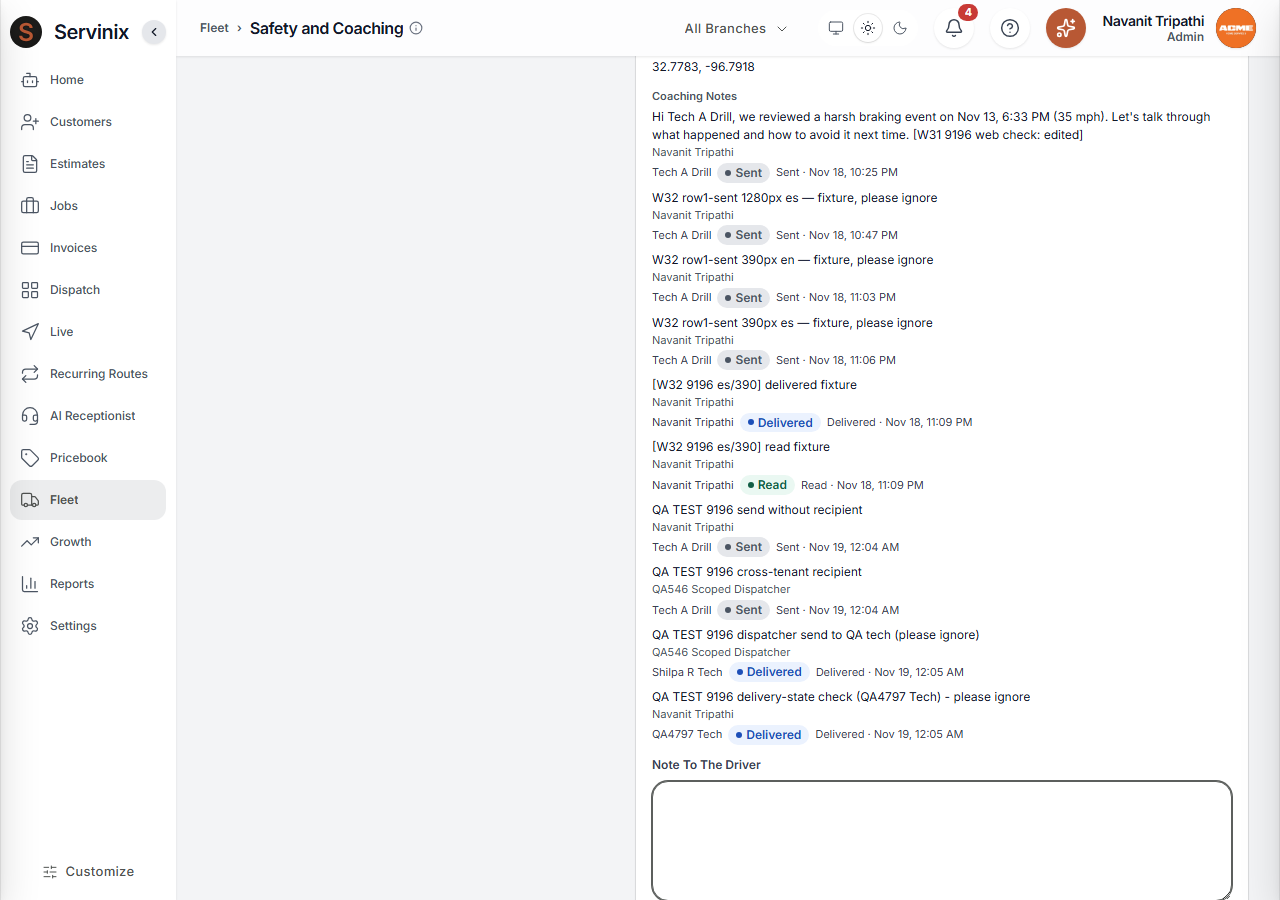 S Servinix
Home
Customers
Estimates
Jobs
Invoices
Dispatch
Live
Recurring Routes
AI Receptionist
Pricebook
Fleet
Growth
Reports
Settings
Customize
Fleet › Safety and Coaching
All Branches
4
Navanit Tripathi
Admin
ACME
32.7783, -96.7918
Coaching Notes
Hi Tech A Drill, we reviewed a harsh braking event on Nov 13, 6:33 PM (35 mph). Let's talk through
what happened and how to avoid it next time. [W31 9196 web check: edited]
Navanit Tripathi
Tech A Drill Sent Sent · Nov 18, 10:25 PM
W32 row1-sent 1280px es — fixture, please ignore
Navanit Tripathi
Tech A Drill Sent Sent · Nov 18, 10:47 PM
W32 row1-sent 390px en — fixture, please ignore
Navanit Tripathi
Tech A Drill Sent Sent · Nov 18, 11:03 PM
W32 row1-sent 390px es — fixture, please ignore
Navanit Tripathi
Tech A Drill Sent Sent · Nov 18, 11:06 PM
[W32 9196 es/390] delivered fixture
Navanit Tripathi
Navanit Tripathi Delivered Delivered · Nov 18, 11:09 PM
[W32 9196 es/390] read fixture
Navanit Tripathi
Navanit Tripathi Read Read · Nov 18, 11:09 PM
QA TEST 9196 send without recipient
Navanit Tripathi
Tech A Drill Sent Sent · Nov 19, 12:04 AM
QA TEST 9196 cross-tenant recipient
QA546 Scoped Dispatcher
Tech A Drill Sent Sent · Nov 19, 12:04 AM
QA TEST 9196 dispatcher send to QA tech (please ignore)
QA546 Scoped Dispatcher
Shilpa R Tech Delivered Delivered · Nov 19, 12:05 AM
QA TEST 9196 delivery-state check (QA4797 Tech) - please ignore
Navanit Tripathi
QA4797 Tech Delivered Delivered · Nov 19, 12:05 AM
Note To The Driver